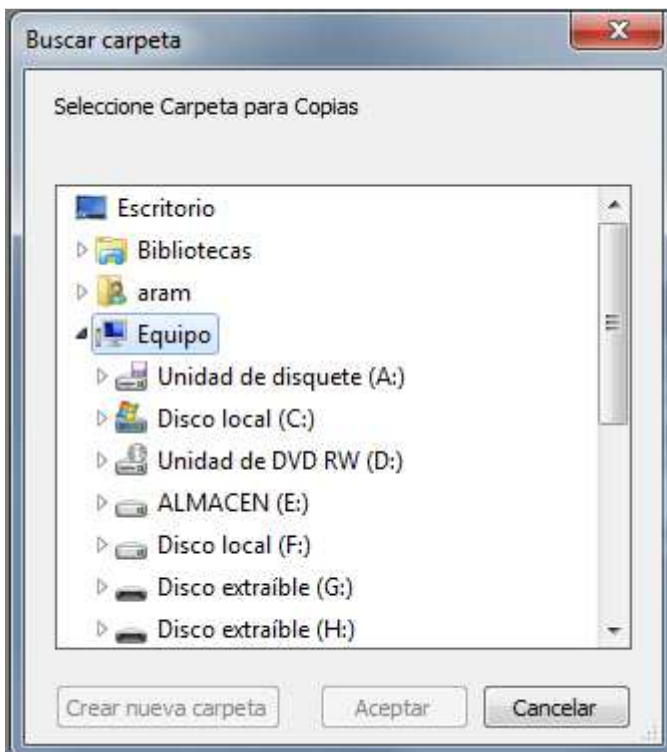 Buscar carpeta
Seleccione Carpeta para Copias
Escritorio
Bibliotecas
aram
Equipo
Unidad de disquete (A:)
Disco local (C:)
Unidad de DVD RW (D:)
ALMACEN (E:)
Disco local (F:)
Disco extraíble (G:)
Disco extraíble (H:)
Crear nueva carpeta Aceptar Cancelar